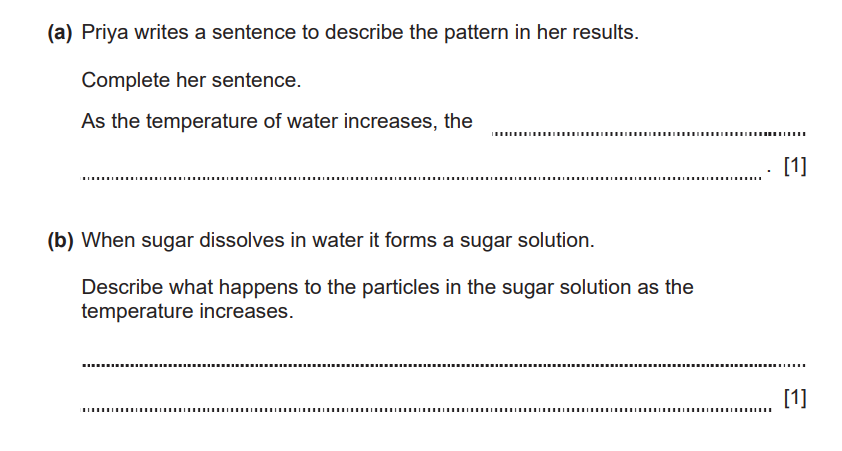 (a) Priya writes a sentence to describe the pattern in her results.
Complete her sentence.
As the temperature of water increases, the
. [1]
(b) When sugar dissolves in water it forms a sugar solution.
Describe what happens to the particles in the sugar solution as the
temperature increases.
[1]